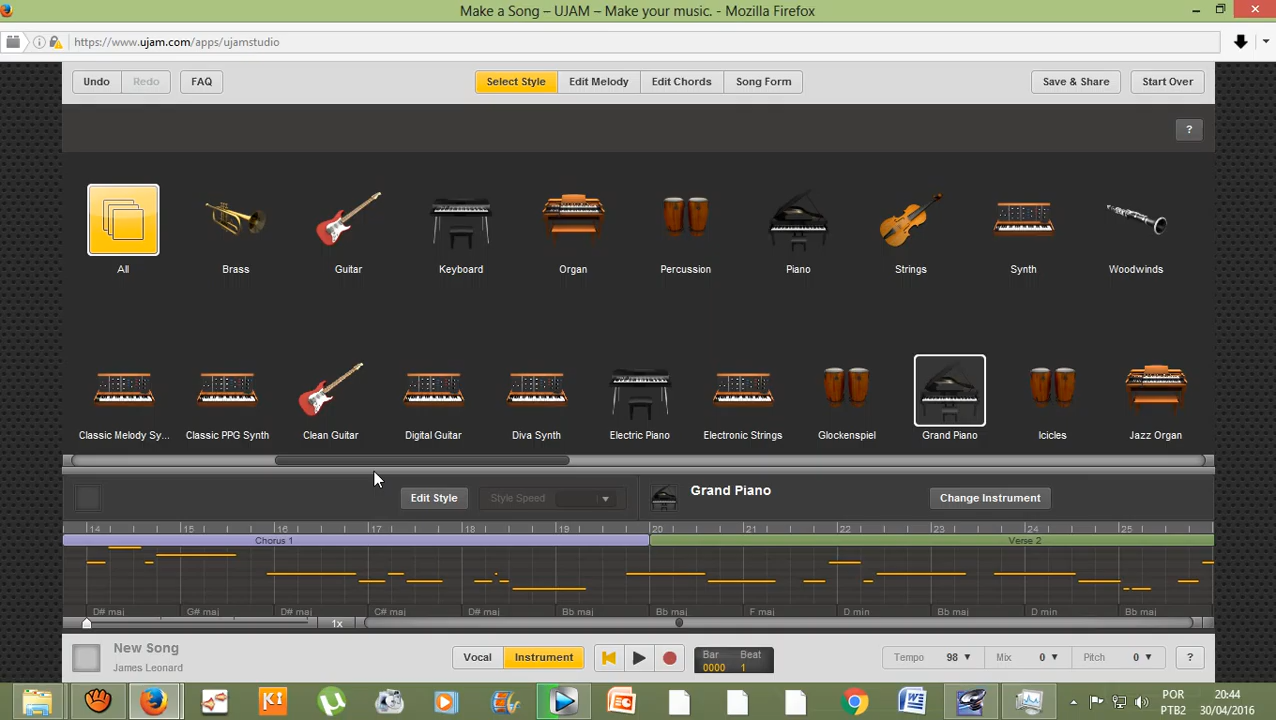 Make a Song – UJAM – Make your music. - Mozilla Firefox
https://www.ujam.com/apps/ujamstudio
Undo Redo FAQ Select Style Edit Melody Edit Chords Song Form Save & Share Start Over
?
All Brass Guitar Keyboard Organ Percussion Piano Strings Synth Woodwinds
Classic Melody Sy... Classic PPG Synth Clean Guitar Digital Guitar Diva Synth Electric Piano Electronic Strings Glockenspiel Grand Piano Icicles Jazz Organ
Edit Style Style Speed Grand Piano Change Instrument
14 15 16 17 18 19 20 21 22 23 24 25
Chorus 1 Verse 2
D# maj G# maj D# maj C# maj D# maj Bb maj Bb maj F maj D min Bb maj D min Bb maj
1x
New Song
James Leonard
Vocal Instrument Bar Beat
0000 1
Tempo 98 Mix 0 Pitch 0 ?
POR 20:44
PTB2 30/04/2016